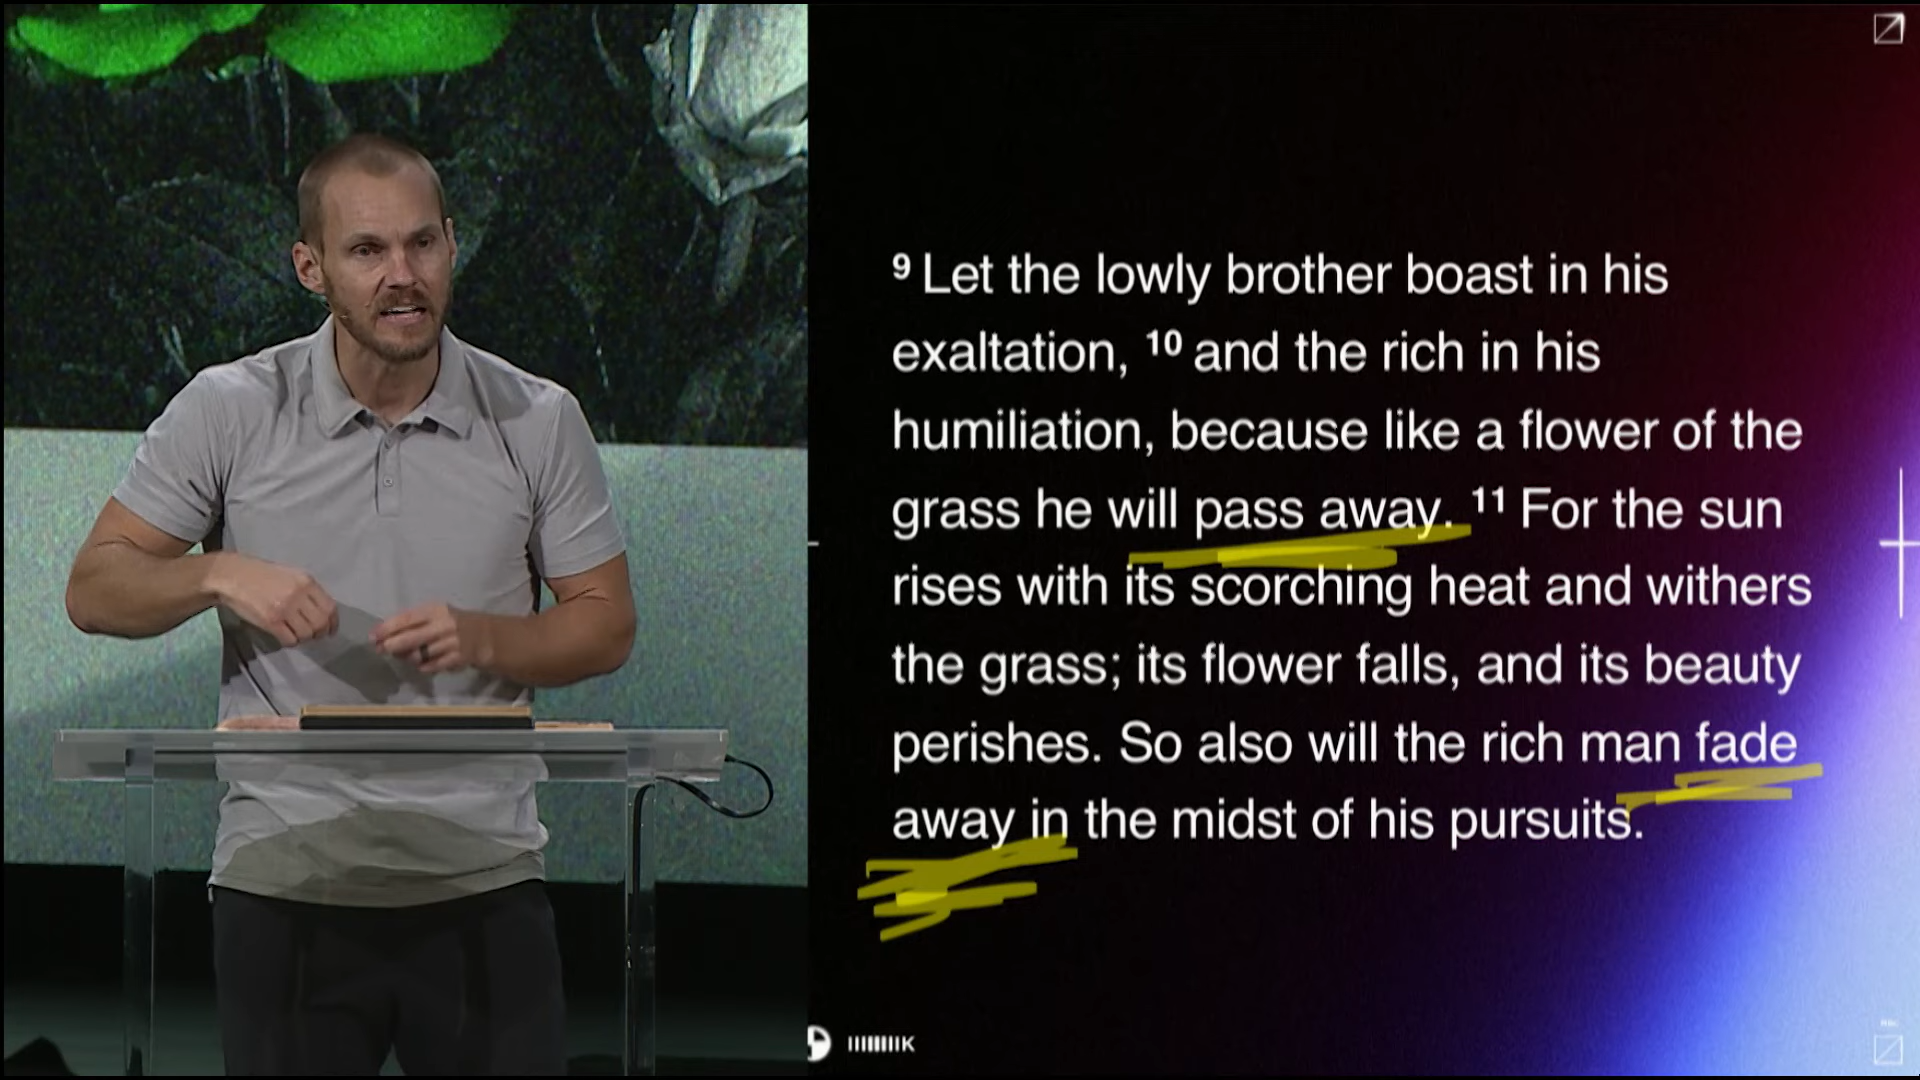 9 Let the lowly brother boast in his
exaltation, 10 and the rich in his
humiliation, because like a flower of the
grass he will pass away. 11 For the sun
rises with its scorching heat and withers
the grass; its flower falls, and its beauty
perishes. So also will the rich man fade
away in the midst of his pursuits.